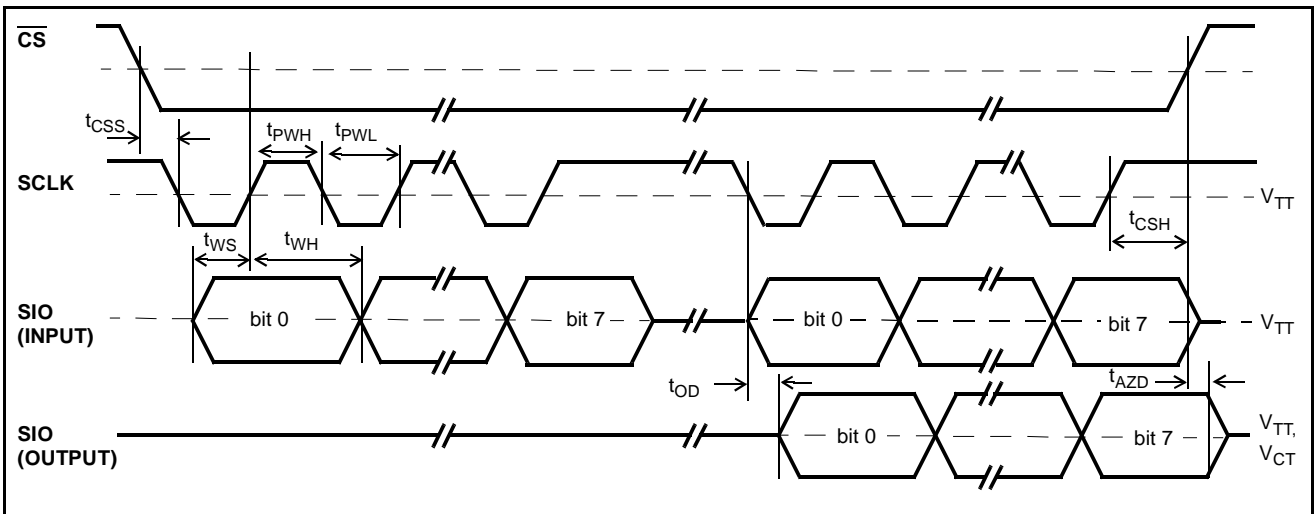 CS
tCSS
tPWH
tPWL
SCLK
VTT
tCSH
tWS
tWH
SIO
(INPUT)
bit 0
bit 7
bit 0
bit 7
VTT
tOD
tAZD
SIO
(OUTPUT)
bit 0
bit 7
VTT,
VCT